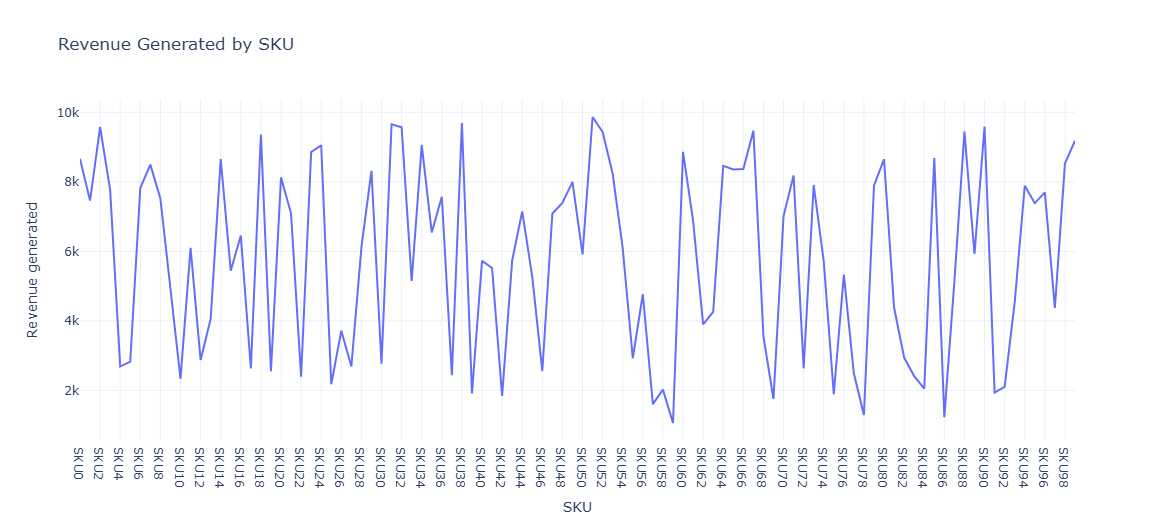 Revenue Generated by SKU
10k
8k
6k
4k
2k
Revenue generated
SKU0
SKU2
SKU4
SKU6
SKU8
SKU10
SKU12
SKU14
SKU16
SKU18
SKU20
SKU22
SKU24
SKU26
SKU28
SKU30
SKU32
SKU34
SKU36
SKU38
SKU40
SKU42
SKU44
SKU46
SKU48
SKU50
SKU52
SKU54
SKU56
SKU58
SKU60
SKU62
SKU64
SKU66
SKU68
SKU70
SKU72
SKU74
SKU76
SKU78
SKU80
SKU82
SKU84
SKU86
SKU88
SKU90
SKU92
SKU94
SKU96
SKU98
SKU